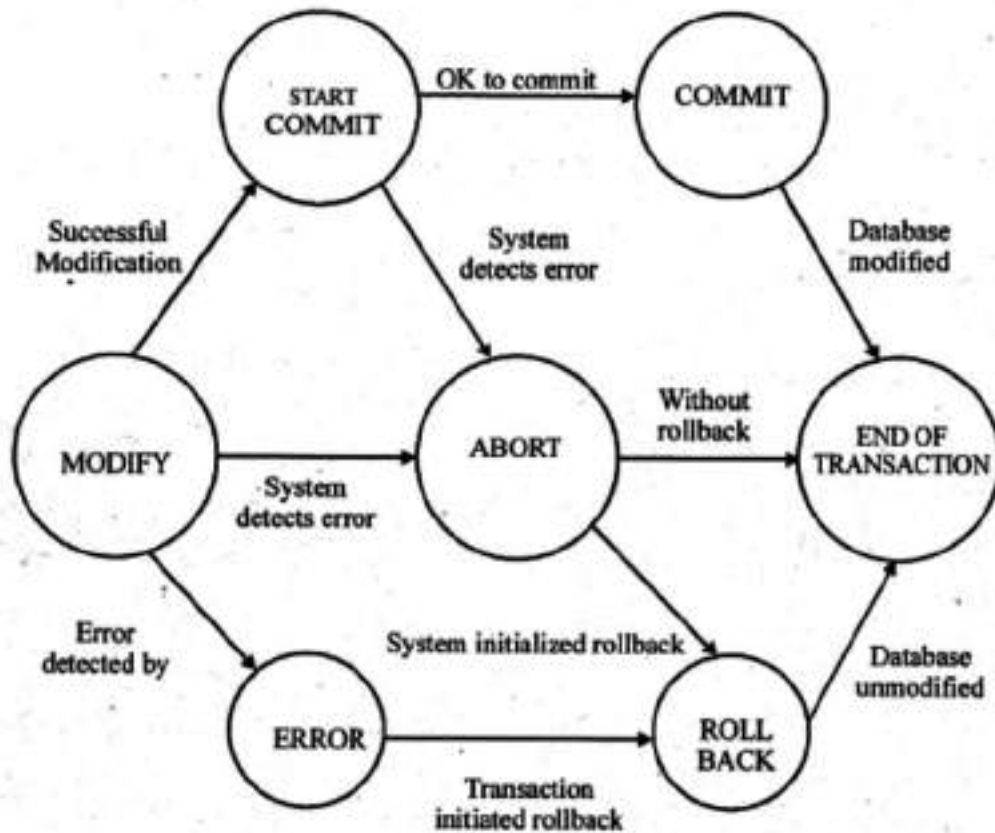 START
COMMIT
OK to commit
COMMIT
Successful
Modification
System
detects error
Database
modified
MODIFY
System
detects error
ABORT
Without
rollback
END OF
TRANSACTION
Error
detected by
System initialized rollback
Database
unmodified
ERROR
Transaction
initiated rollback
ROLL
BACK